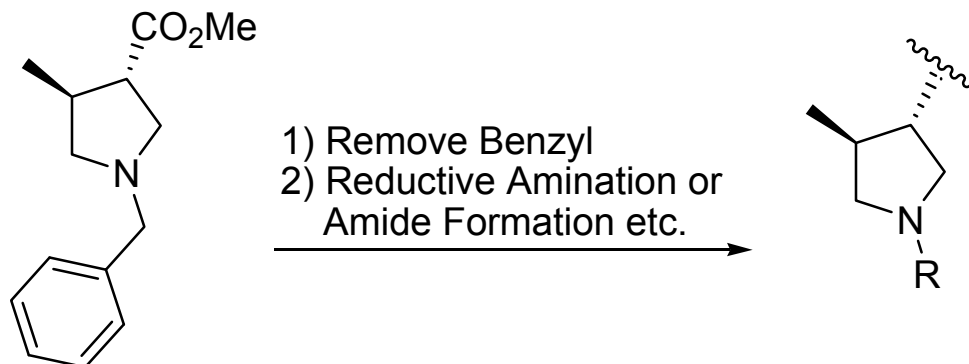 CO₂Me
N
1) Remove Benzyl
2) Reductive Amination or
Amide Formation etc.
N
R